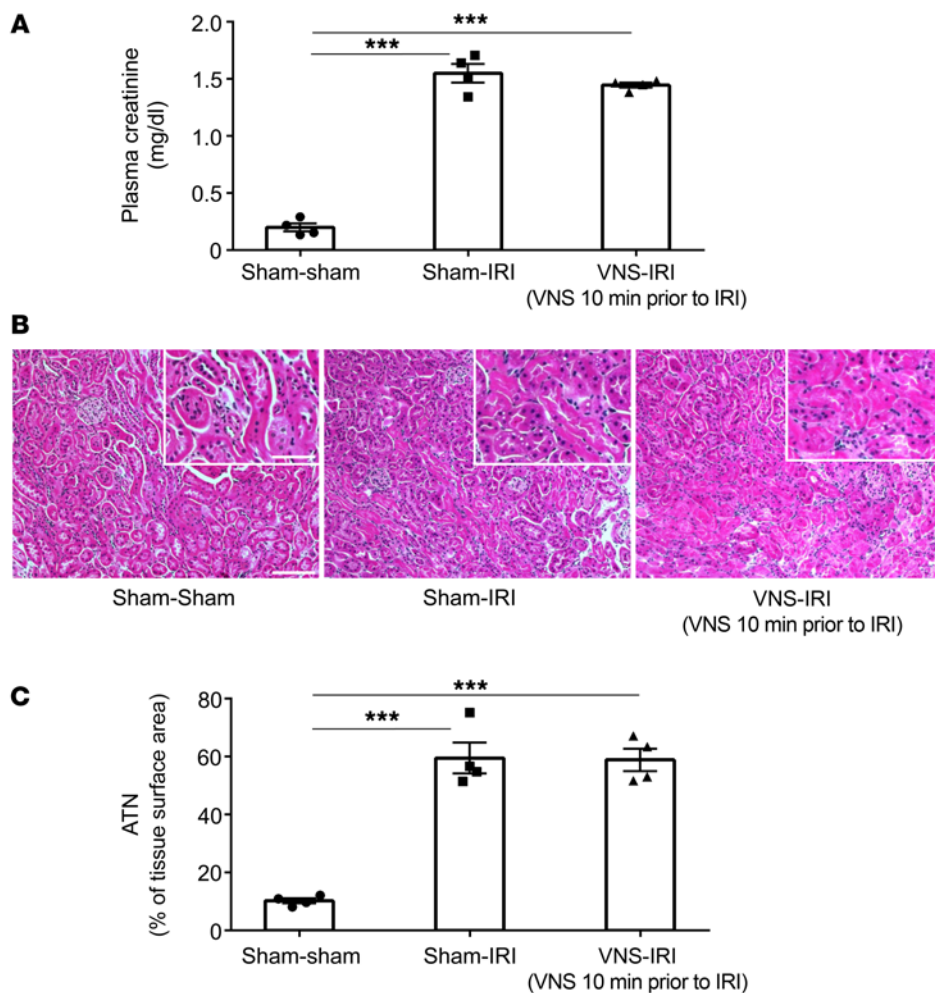 A
***
***
2.0
1.5
1.0
0.5
0
Plasma creatinine
(mg/dl)
Sham-sham
Sham-IRI
VNS-IRI
(VNS 10 min prior to IRI)
B
Sham-Sham
Sham-IRI
VNS-IRI
(VNS 10 min prior to IRI)
C
***
***
80
60
40
20
0
ATN
(% of tissue surface area)
Sham-sham
Sham-IRI
VNS-IRI
(VNS 10 min prior to IRI)